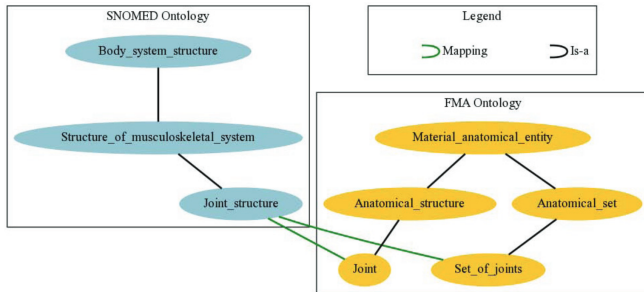 SNOMED Ontology
Body_system_structure
Structure_of_musculoskeletal_system
Joint_structure
Legend
Mapping
Is-a
FMA Ontology
Material_anatomical_entity
Anatomical_structure
Anatomical_set
Joint
Set_of_joints